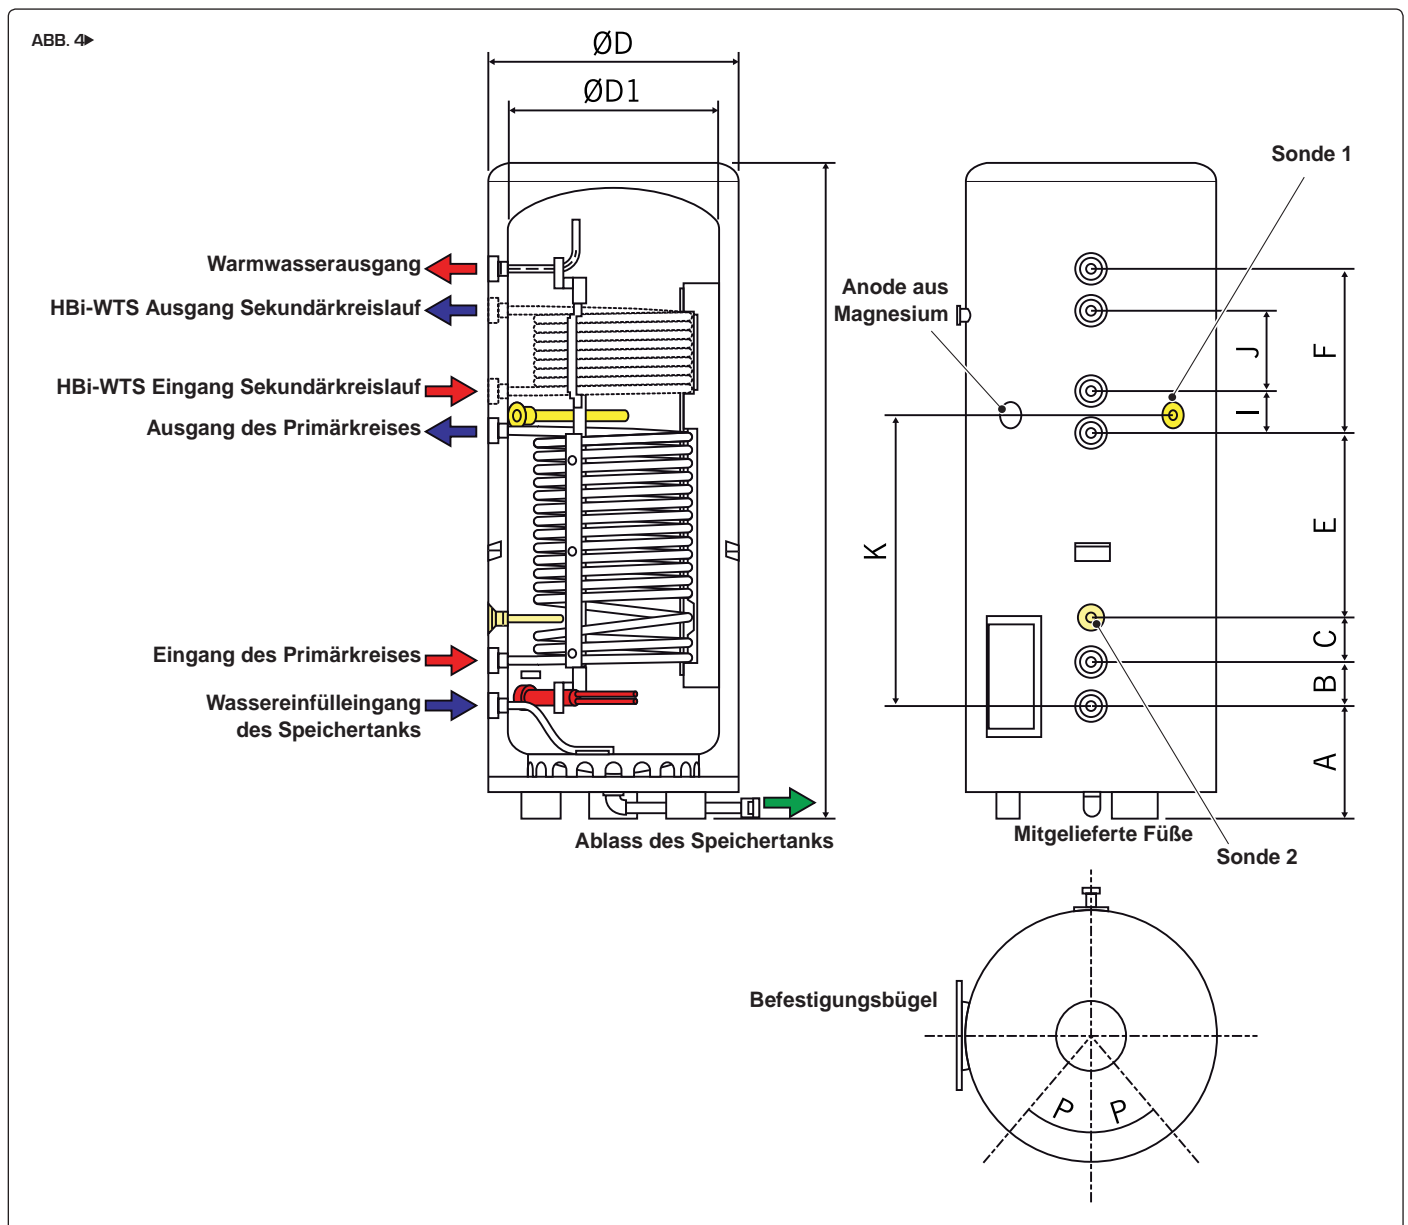 ABB. 4▶
ØD
ØD1
Sonde 1
Warmwasserausgang
HBi-WTS Ausgang Sekundärkreislauf
Anode aus
Magnesium
HBi-WTS Eingang Sekundärkreislauf
Ausgang des Primärkreises
J
F
I
K
E
Eingang des Primärkreises
C
B
Wassereinfülleingang
des Speichertanks
A
Ablass des Speichertanks
Mitgelieferte Füße
Sonde 2
Befestigungsbügel
P P